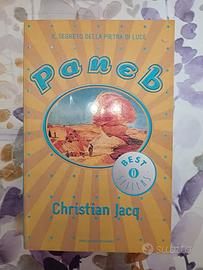 IL SEGRETO DELLA PIETRA DI LUCE
Paneb
BEST
SELLERS
Christian Jacq
subito